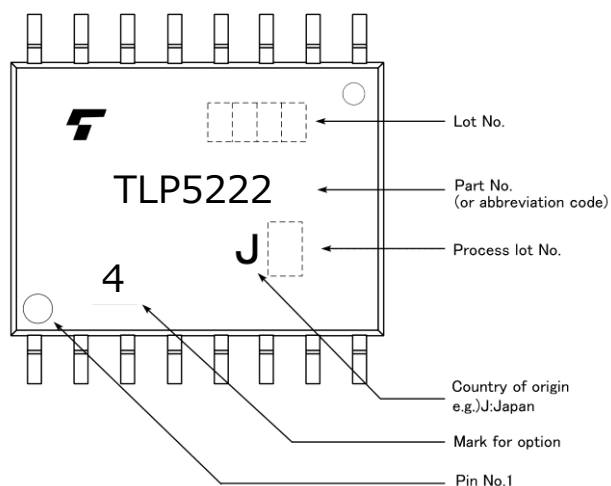 Lot No.
TLP5222
Part No.
(or abbreviation code)
J
Process lot No.
4
Country of origin
e.g.)J:Japan
Mark for option
Pin No.1